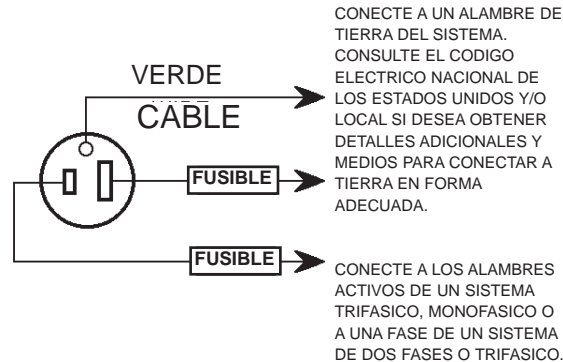 CONECTE A UN ALAMBRE DE
TIERRA DEL SISTEMA.
CONSULTE EL CODIGO
ELECTRICO NACIONAL DE
LOS ESTADOS UNIDOS Y/O
LOCAL SI DESEA OBTENER
DETALLES ADICIONALES Y
MEDIOS PARA CONECTAR A
TIERRA EN FORMA
ADECUADA.
VERDE
CABLE
FUSIBLE
FUSIBLE
CONECTE A LOS ALAMBRES
ACTIVOS DE UN SISTEMA
TRIFASICO, MONOFASICO O
A UNA FASE DE UN SISTEMA
DE DOS FASES O TRIFASICO.